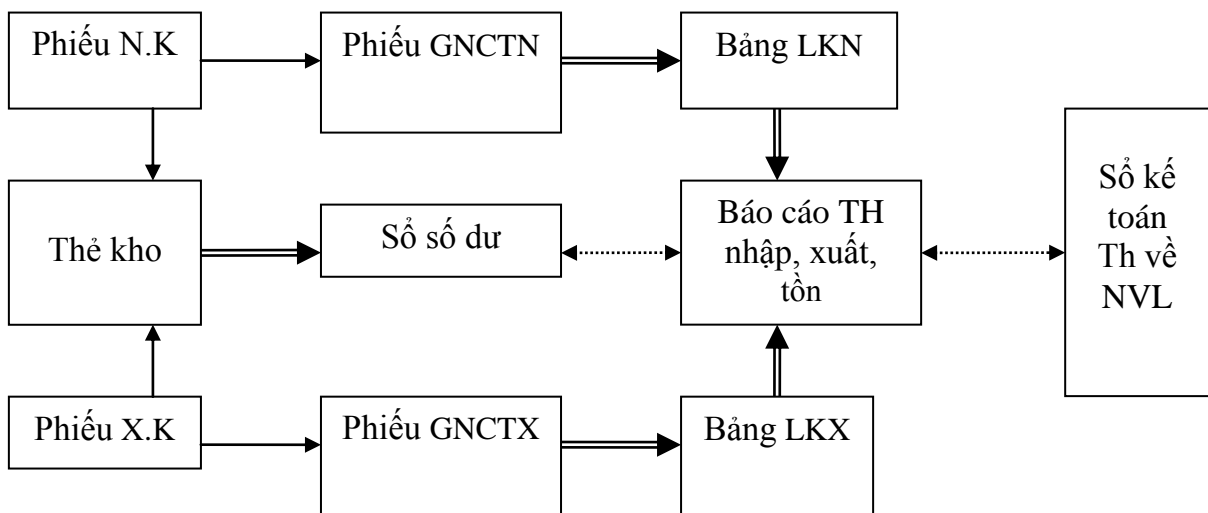 Phiếu N.K
Phiếu GNCTN
Bảng LKN
Thẻ kho
Sổ số dư
Báo cáo TH
nhập, xuất,
tồn
Sổ kế
toán
Th về
NVL
Phiếu X.K
Phiếu GNCTX
Bảng LKX